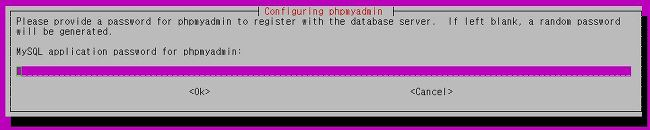 Configuring phpmyadmin
Please provide a password for phpmyadmin to register with the database server.  If left blank, a random password
will be generated.
MySQL application password for phpmyadmin:
<Ok>
<Cancel>